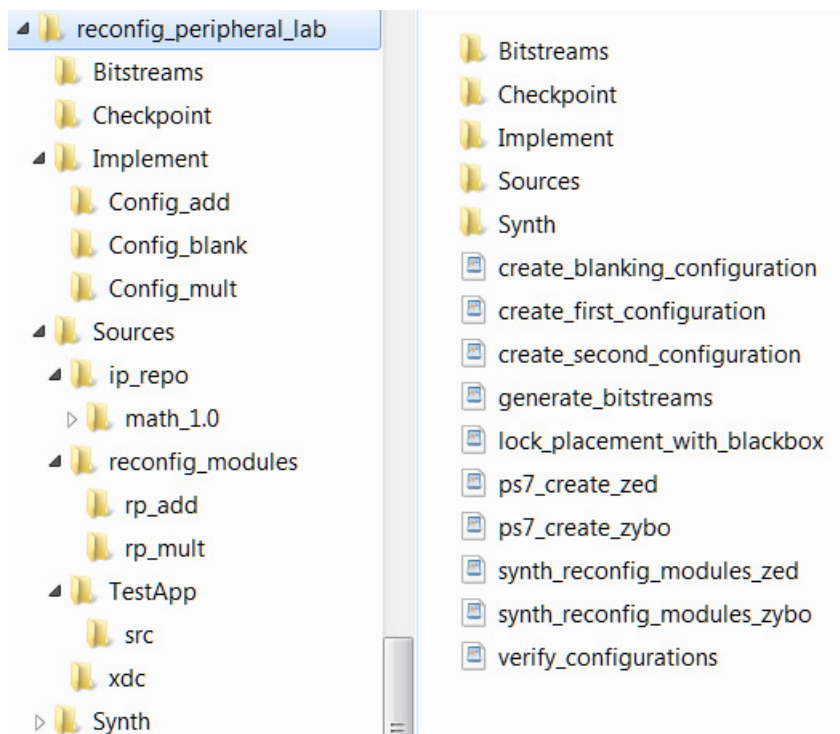 reconfig_peripheral_lab
Bitstreams
Checkpoint
Implement
Config_add
Config_blank
Config_mult
Sources
ip_repo
math_1.0
reconfig_modules
rp_add
rp_mult
TestApp
src
xdc
Synth
Bitstreams
Checkpoint
Implement
Sources
Synth
create_blanking_configuration
create_first_configuration
create_second_configuration
generate_bitstreams
lock_placement_with_blackbox
ps7_create_zed
ps7_create_zybo
synth_reconfig_modules_zed
synth_reconfig_modules_zybo
verify_configurations